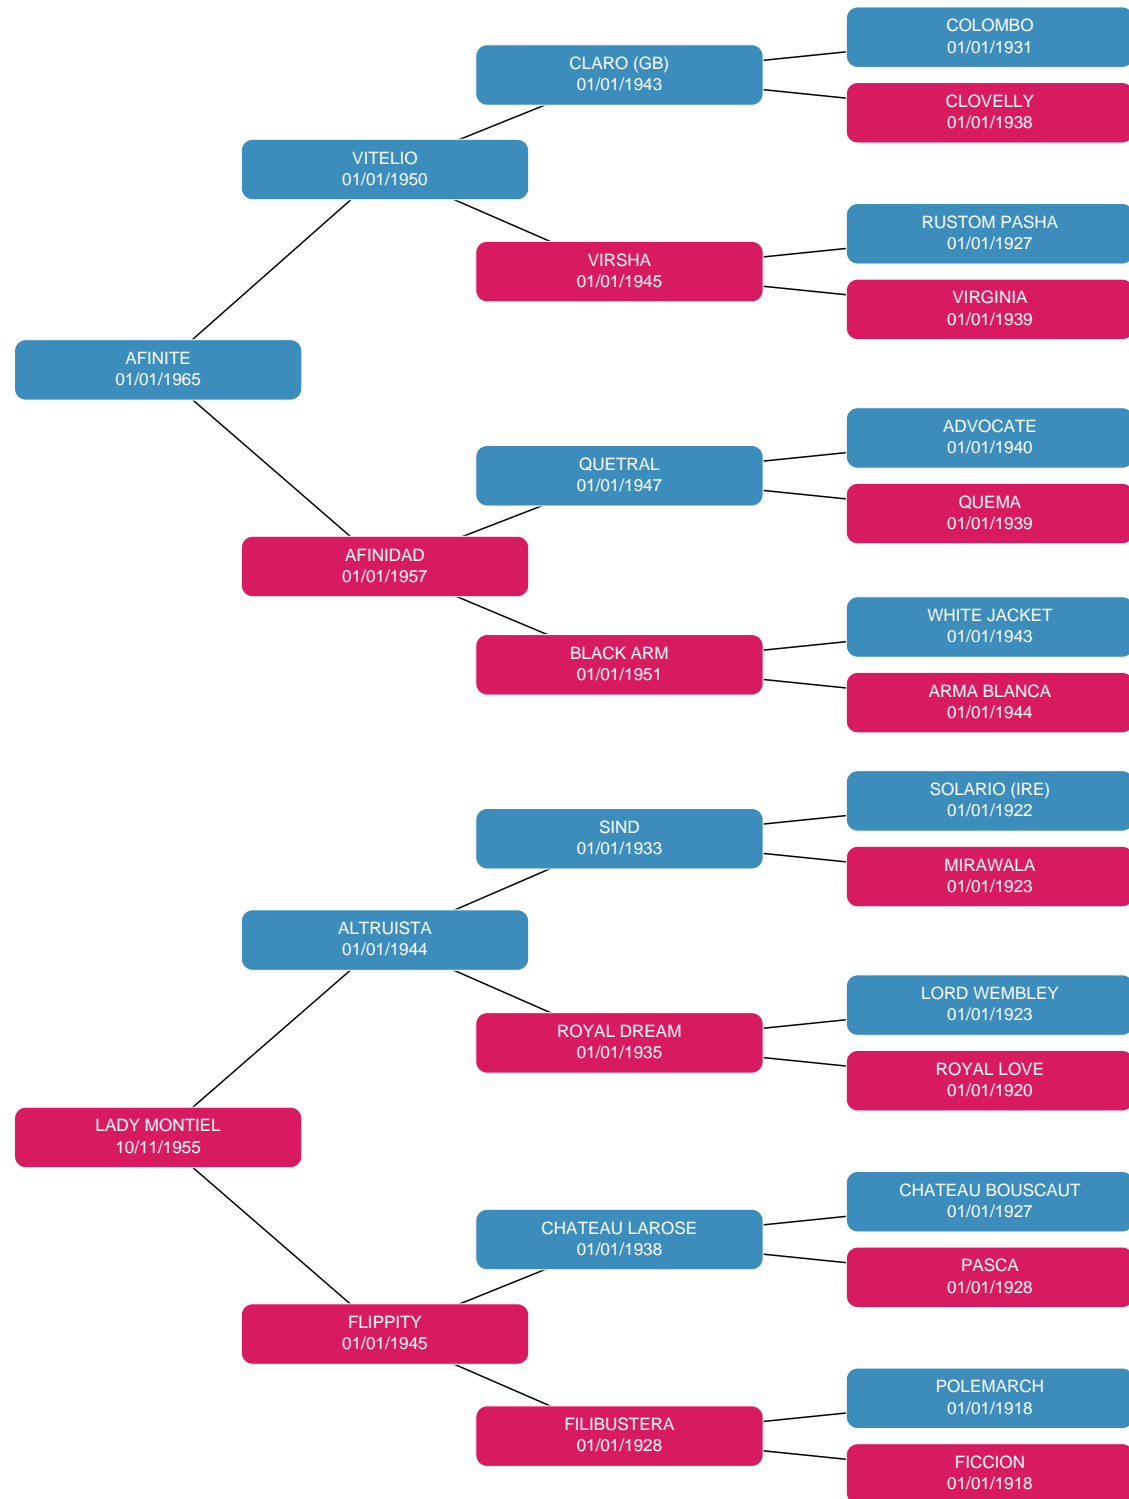 COLOMBO
01/01/1931
CLARO (GB)
01/01/1943
CLOVELLY
01/01/1938
VITELIO
01/01/1950
RUSTOM PASHA
01/01/1927
VIRSHA
01/01/1945
VIRGINIA
01/01/1939
AFINITE
01/01/1965
ADVOCATE
01/01/1940
QUETRAL
01/01/1947
QUEMA
01/01/1939
AFINIDAD
01/01/1957
WHITE JACKET
01/01/1943
BLACK ARM
01/01/1951
ARMA BLANCA
01/01/1944
SOLARIO (IRE)
01/01/1922
SIND
01/01/1933
MIRAWALA
01/01/1923
ALTRUISTA
01/01/1944
LORD WEMBLEY
01/01/1923
ROYAL DREAM
01/01/1935
ROYAL LOVE
01/01/1920
LADY MONTIEL
10/11/1955
CHATEAU BOUSCAUT
01/01/1927
CHATEAU LAROSE
01/01/1938
PASCA
01/01/1928
FLIPPITY
01/01/1945
POLEMARCH
01/01/1918
FILIBUSTERA
01/01/1928
FICCION
01/01/1918